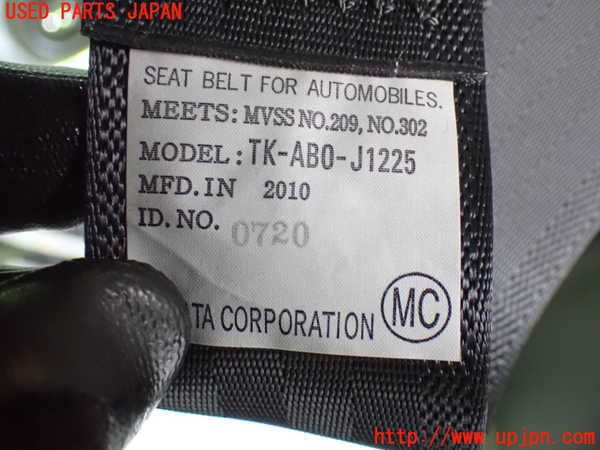 USED PARTS JAPAN
SEAT BELT FOR AUTOMOBILES.
MEETS: MVSS NO.209, NO.302
MODEL: TK-AB0-J1225
MFD. IN 2010
ID. NO. 0720
TA CORPORATION
MC
http://www.upjpn.com/